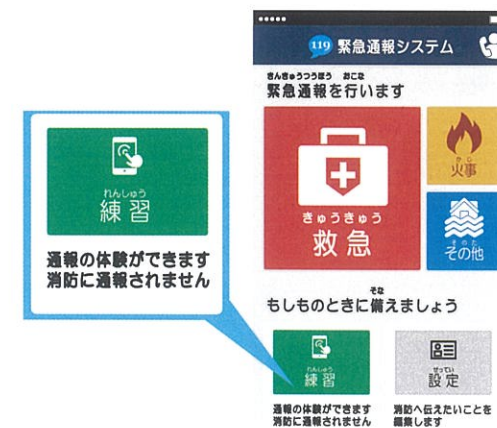 119 緊急通報システム
きんきゅうつうほう おこな
緊急通報を行います
きゅうきゅう
救急
かじ
火事
そのた
その他
そな
もしものときに備えましょう
れんしゅう
練習
通報の体験ができます
消防に通報されません
せってい
設定
消防へ伝えたいことを
編集します
れんしゅう
練習
通報の体験ができます
消防に通報されません